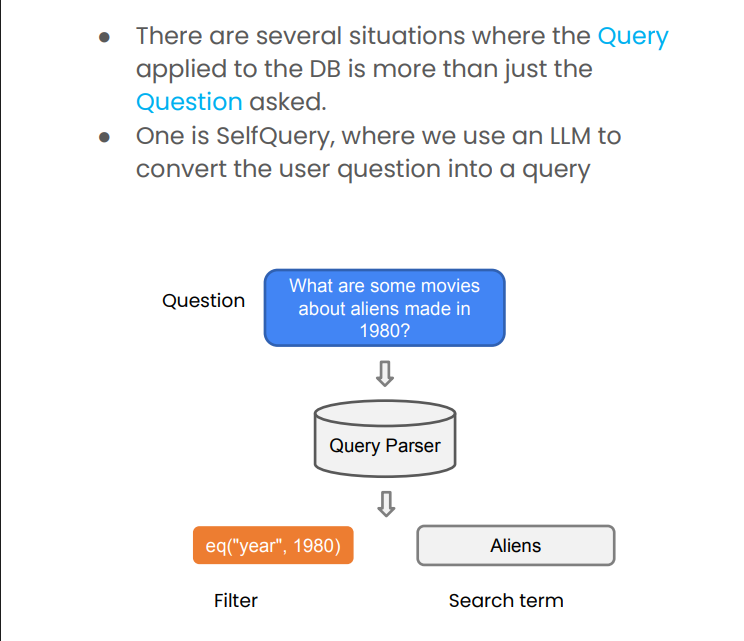 ● There are several situations where the Query
applied to the DB is more than just the
Question asked.
● One is SelfQuery, where we use an LLM to
convert the user question into a query
Question
What are some movies
about aliens made in
1980?
Query Parser
eq("year", 1980)
Aliens
Filter
Search term